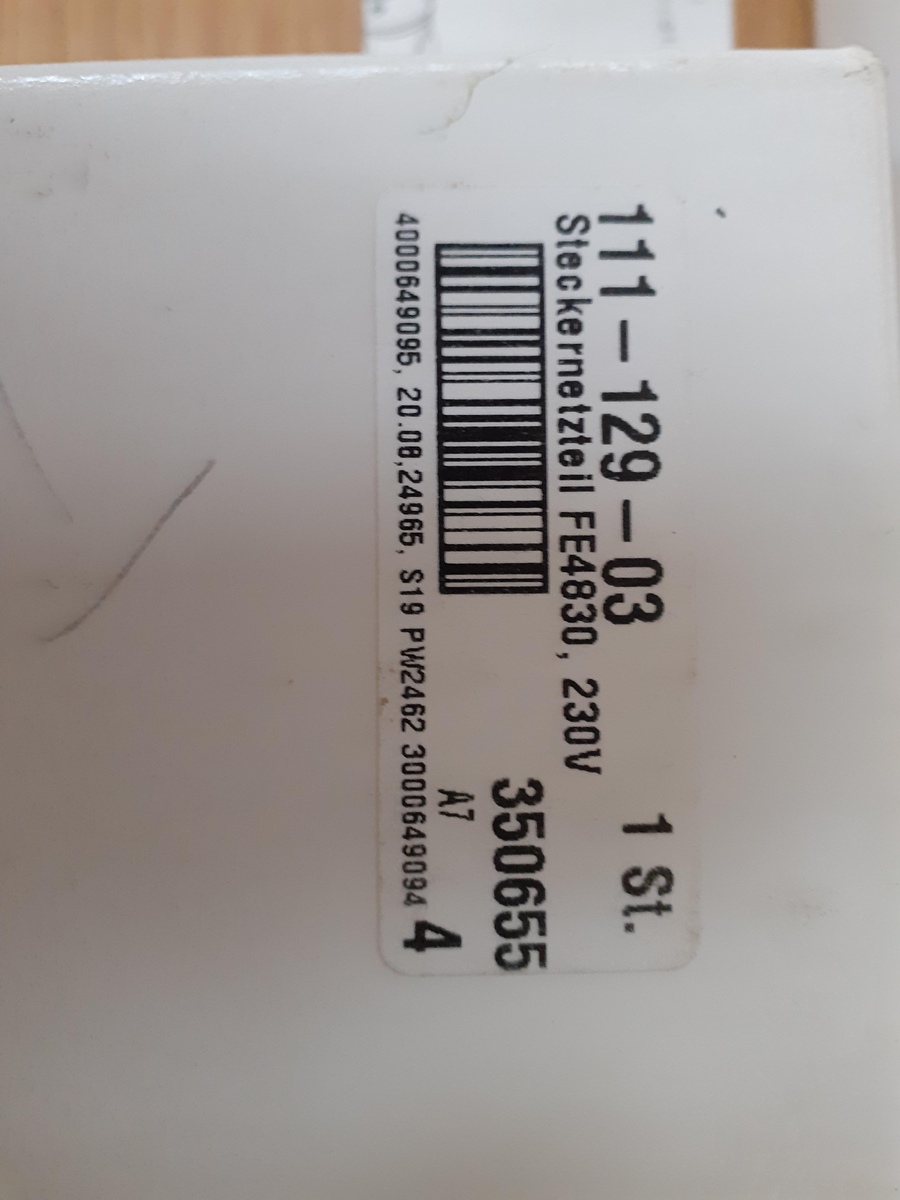 111-129-03 1 St.
Steckernetzteil FE4830, 230V
350655
A7
4000649095, 20.08,24965, S19 PW2462 3000649094 4